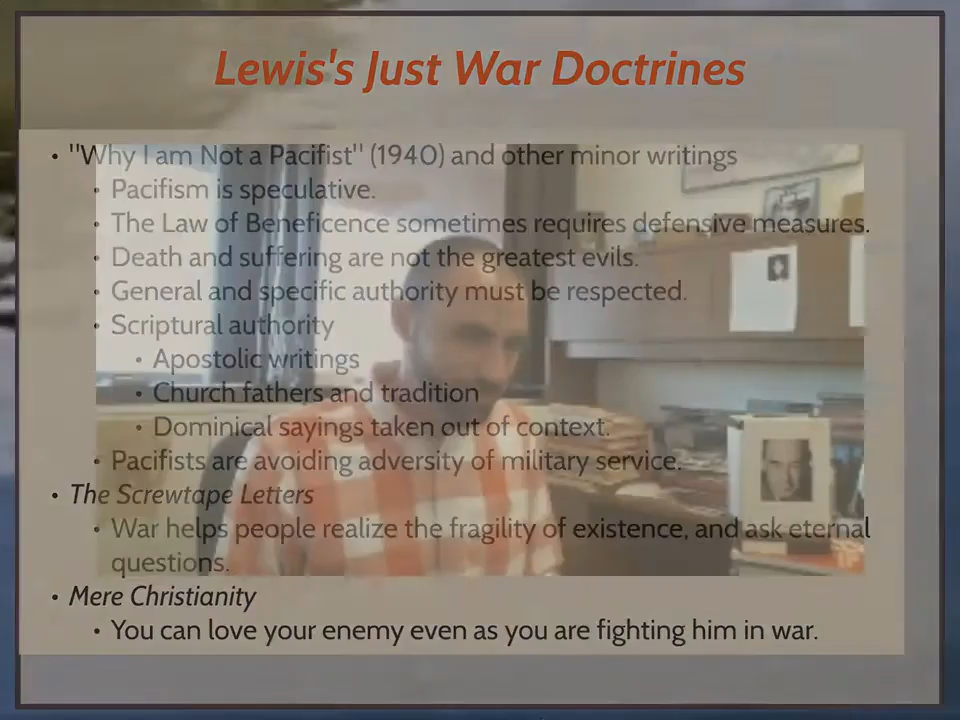 Lewis's Just War Doctrines
• "Why I am Not a Pacifist" (1940) and other minor writings
• Pacifism is speculative.
• The Law of Beneficence sometimes requires defensive measures.
• Death and suffering are not the greatest evils.
• General and specific authority must be respected.
• Scriptural authority
• Apostolic writings
• Church fathers and tradition
• Dominical sayings taken out of context.
• Pacifists are avoiding adversity of military service.
• The Screwtape Letters
• War helps people realize the fragility of existence, and ask eternal
questions.
• Mere Christianity
• You can love your enemy even as you are fighting him in war.